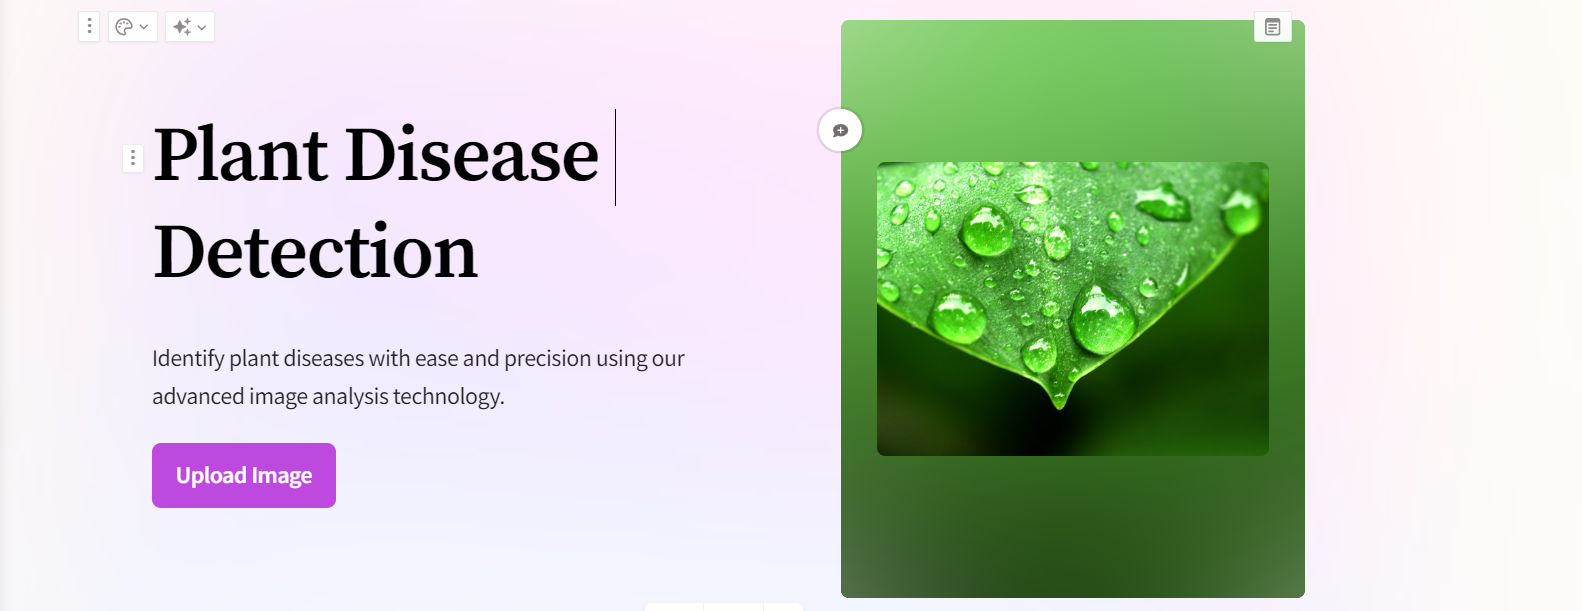 Plant Disease
Detection
Identify plant diseases with ease and precision using our
advanced image analysis technology.
Upload Image